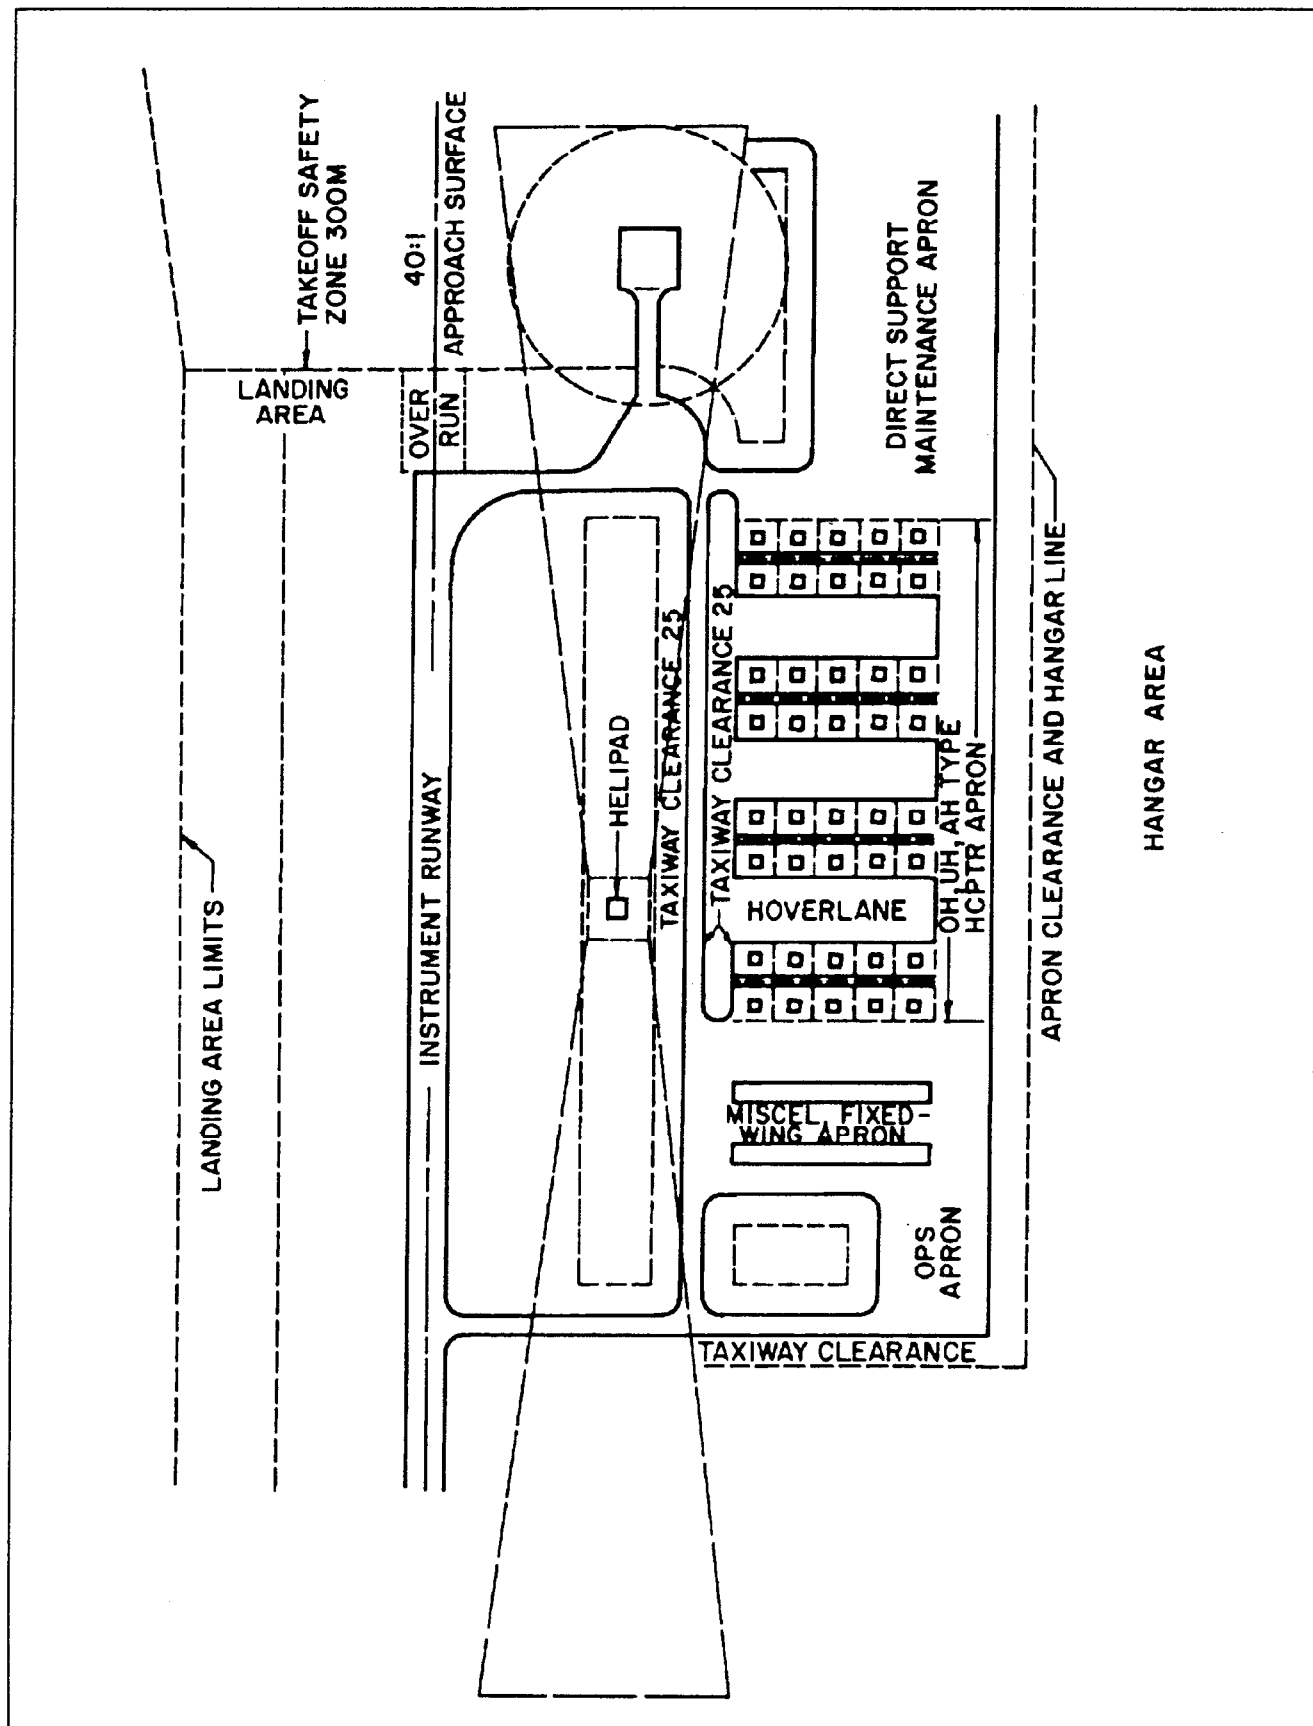 TAKEOFF SAFETY
ZONE 300M
40:1
APPROACH SURFACE
LANDING
AREA
OVER
RUN
DIRECT SUPPORT
MAINTENANCE APRON
LANDING AREA LIMITS
INSTRUMENT RUNWAY
HELIPAD
TAXIWAY CLEARANCE 25
TAXIWAY CLEARANCE 25
HOVERLANE
OH, UH, AH TYPE
HCPTR APRON
APRON CLEARANCE AND HANGAR LINE
HANGAR AREA
MISCEL, FIXED-
WING APRON
OPS
APRON
TAXIWAY CLEARANCE